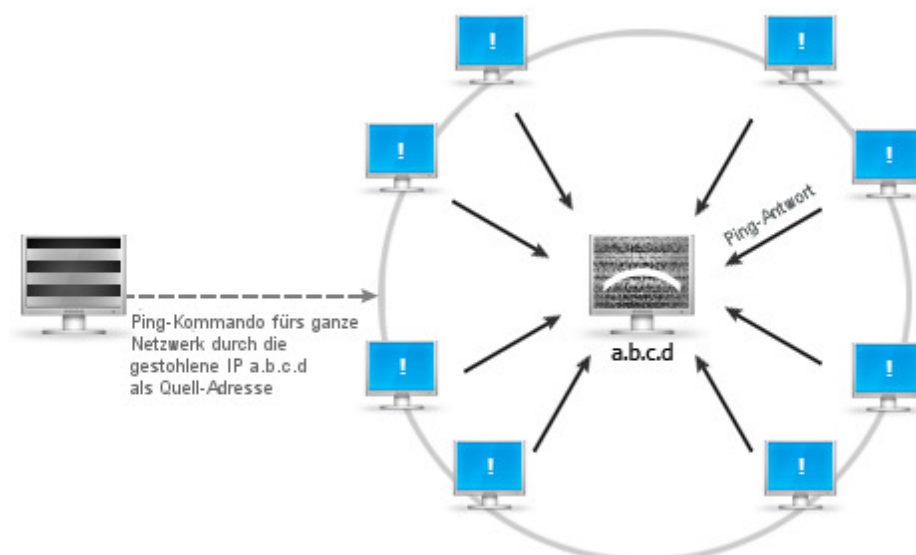 !
!
!
!
Ping-Antwort
Ping-Kommando fürs ganze
Netzwerk durch die
gestohlene IP a.b.c.d
als Quell-Adresse
a.b.c.d
!
!
!
!